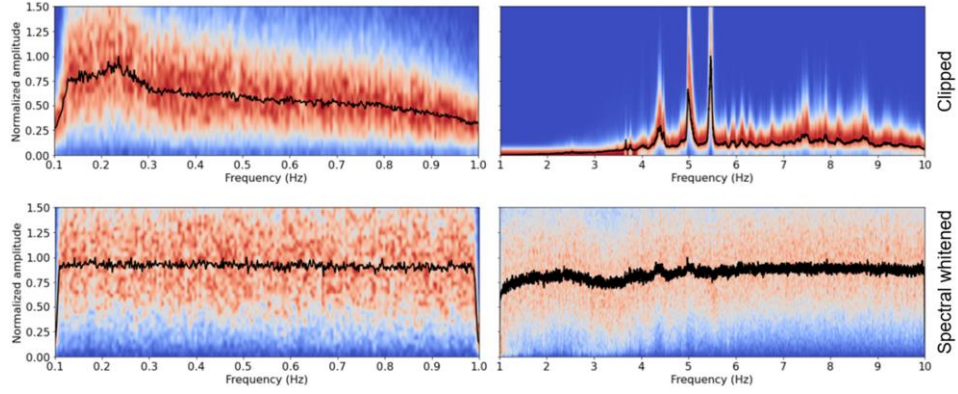 1.50
1.25
1.00
0.75
0.50
0.25
0.00
Normalized amplitude
0.1 0.2 0.3 0.4 0.5 0.6 0.7 0.8 0.9 1.0
Frequency (Hz)
1 2 3 4 5 6 7 8 9 10
Frequency (Hz)
Clipped
1.50
1.25
1.00
0.75
0.50
0.25
0.00
Normalized amplitude
0.1 0.2 0.3 0.4 0.5 0.6 0.7 0.8 0.9 1.0
Frequency (Hz)
1 2 3 4 5 6 7 8 9 10
Frequency (Hz)
Spectral whitened